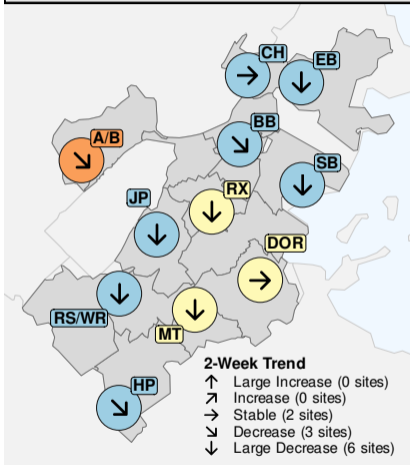 CH
EB
A/B
BB
SB
JP
RX
DOR
RS/WR
MT
HP
2-Week Trend
↑ Large Increase (0 sites)
↗ Increase (0 sites)
→ Stable (2 sites)
↘ Decrease (3 sites)
↓ Large Decrease (6 sites)